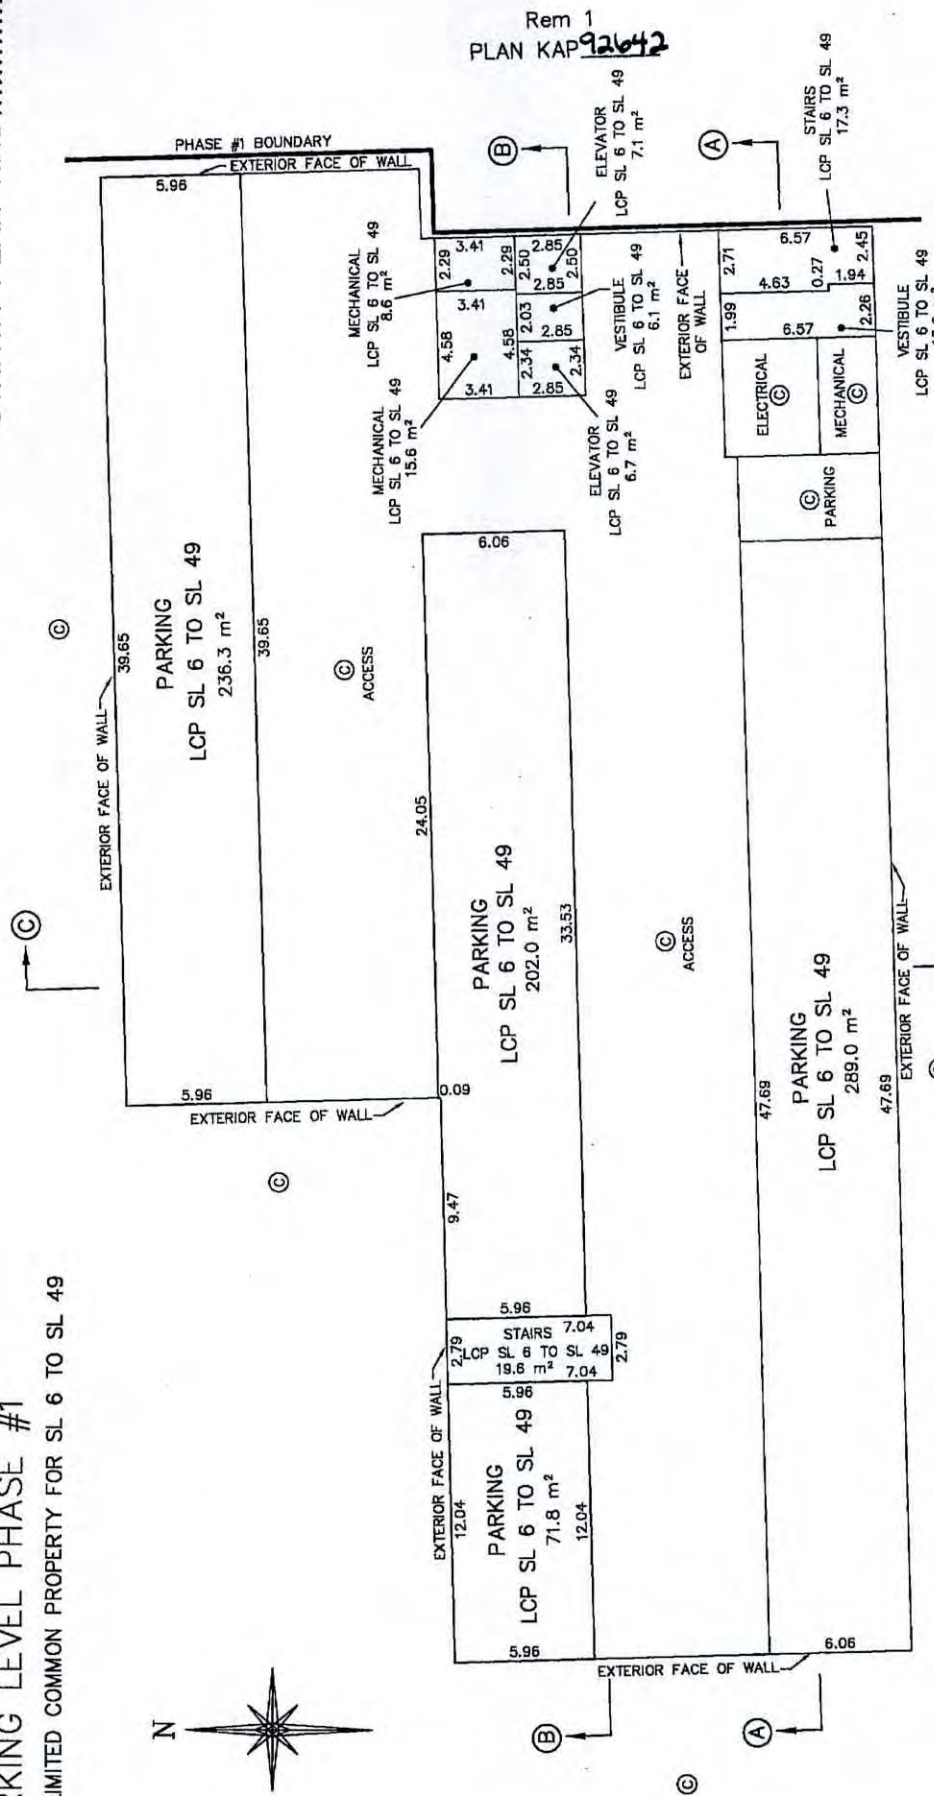 Rem 1
PLAN KAP 92642
PHASE #1 BOUNDARY
EXTERIOR FACE OF WALL
5.96
39.65
EXTERIOR FACE OF WALL
PARKING
LCP SL 6 TO SL 49
236.3 m²
39.65
5.96
EXTERIOR FACE OF WALL
C
C
C
ACCESS
C
B
A
MECHANICAL
LCP SL 6 TO SL 49
8.6 m²
3.41
2.29
2.29
3.41
MECHANICAL
LCP SL 6 TO SL 49
15.6 m²
4.58
4.58
3.41
ELEVATOR
LCP SL 6 TO SL 49
7.1 m²
2.85
2.50
2.50
2.85
VESTIBULE
LCP SL 6 TO SL 49
6.1 m²
2.03
2.85
ELEVATOR
LCP SL 6 TO SL 49
6.7 m²
2.34
2.34
2.85
EXTERIOR FACE
OF WALL
STAIRS
LCP SL 6 TO SL 49
17.3 m²
6.57
2.71
2.45
4.63
0.27
1.94
VESTIBULE
LCP SL 6 TO SL 49
1.99
6.57
2.26
ELECTRICAL
C
MECHANICAL
C
C
PARKING
6.06
24.05
PARKING
LCP SL 6 TO SL 49
202.0 m²
33.53
0.09
9.47
5.96
STAIRS
LCP SL 6 TO SL 49
19.6 m²
7.04
7.04
2.79
2.79
5.96
EXTERIOR FACE OF WALL
12.04
PARKING
LCP SL 6 TO SL 49
71.8 m²
12.04
5.96
C
ACCESS
47.69
PARKING
LCP SL 6 TO SL 49
289.0 m²
47.69
EXTERIOR FACE OF WALL
6.06
EXTERIOR FACE OF WALL
B
A
C
N
LEVEL PHASE #1
COMMON PROPERTY FOR SL 6 TO SL 49